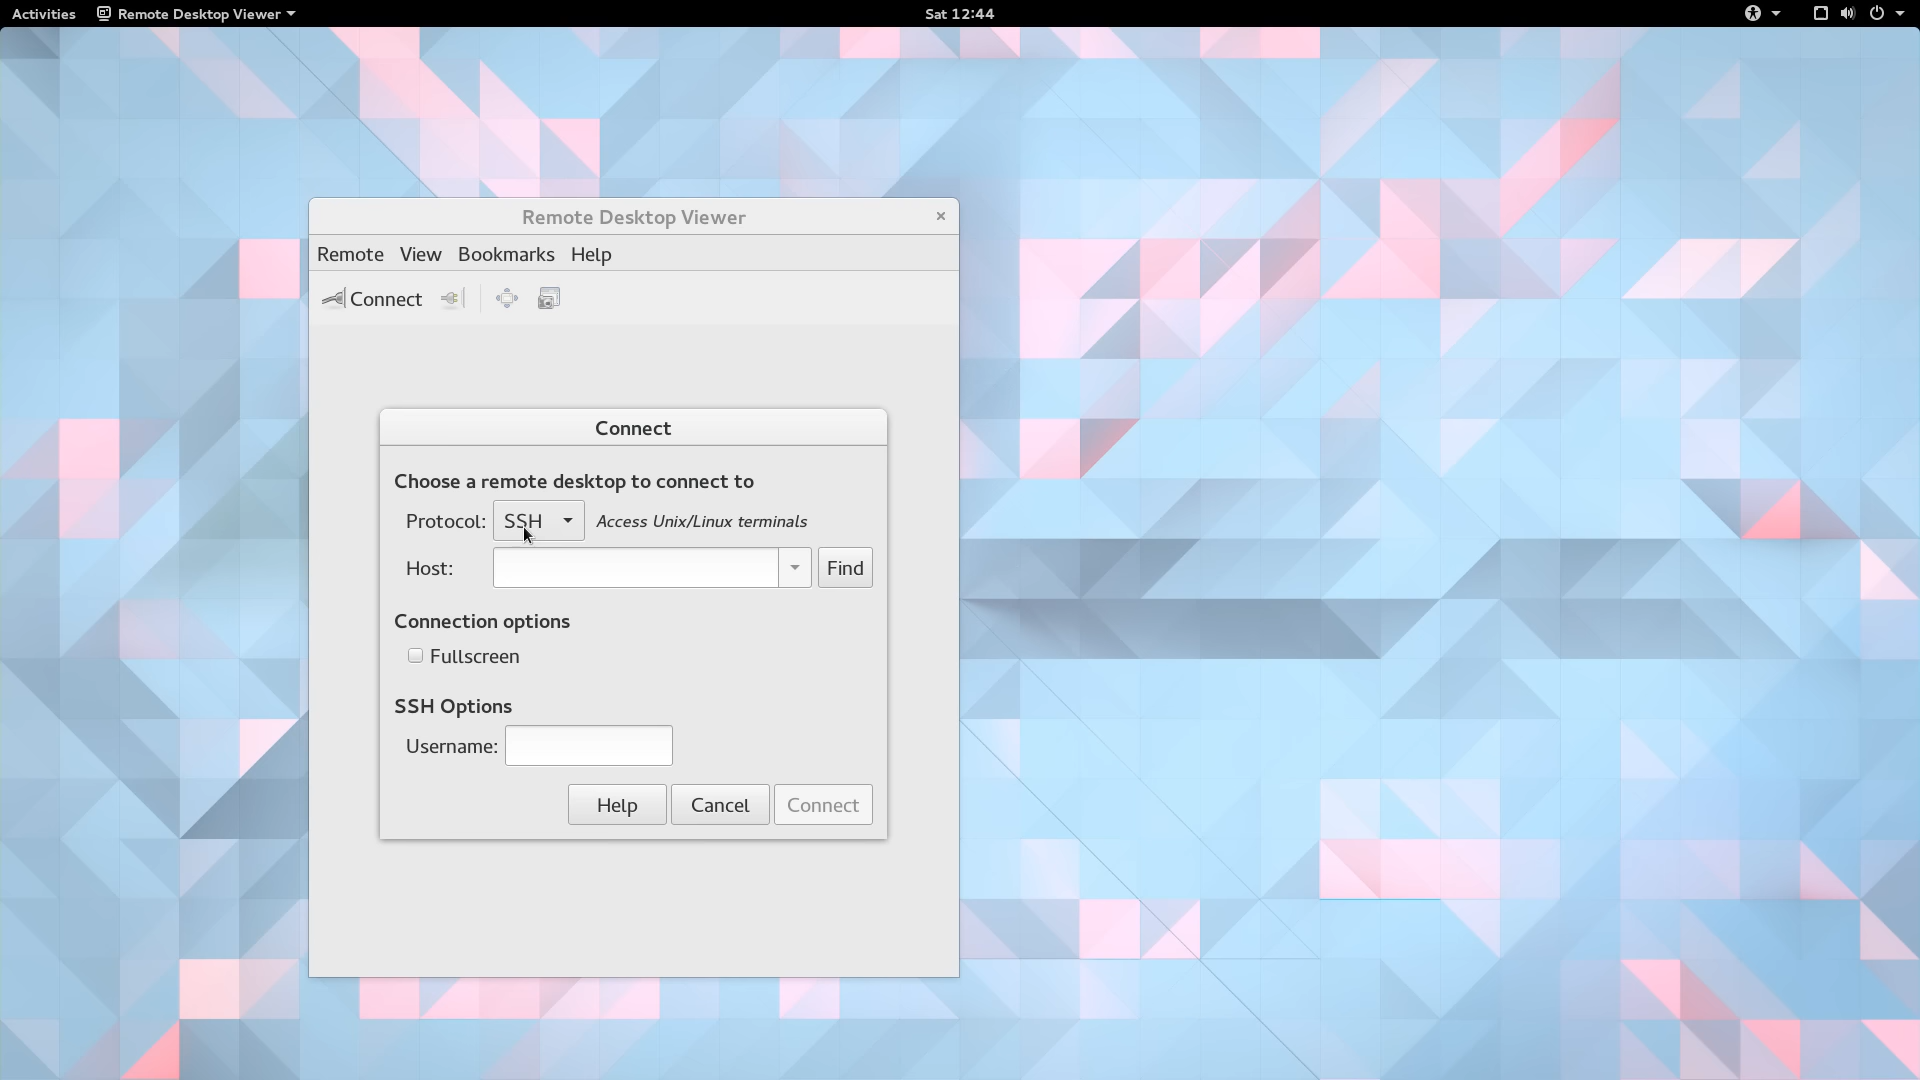 Activities
Remote Desktop Viewer
Sat 12:44
Remote Desktop Viewer
Remote View Bookmarks Help
Connect
Connect
Choose a remote desktop to connect to
Protocol: SSH Access Unix/Linux terminals
Host: Find
Connection options
Fullscreen
SSH Options
Username:
Help Cancel Connect